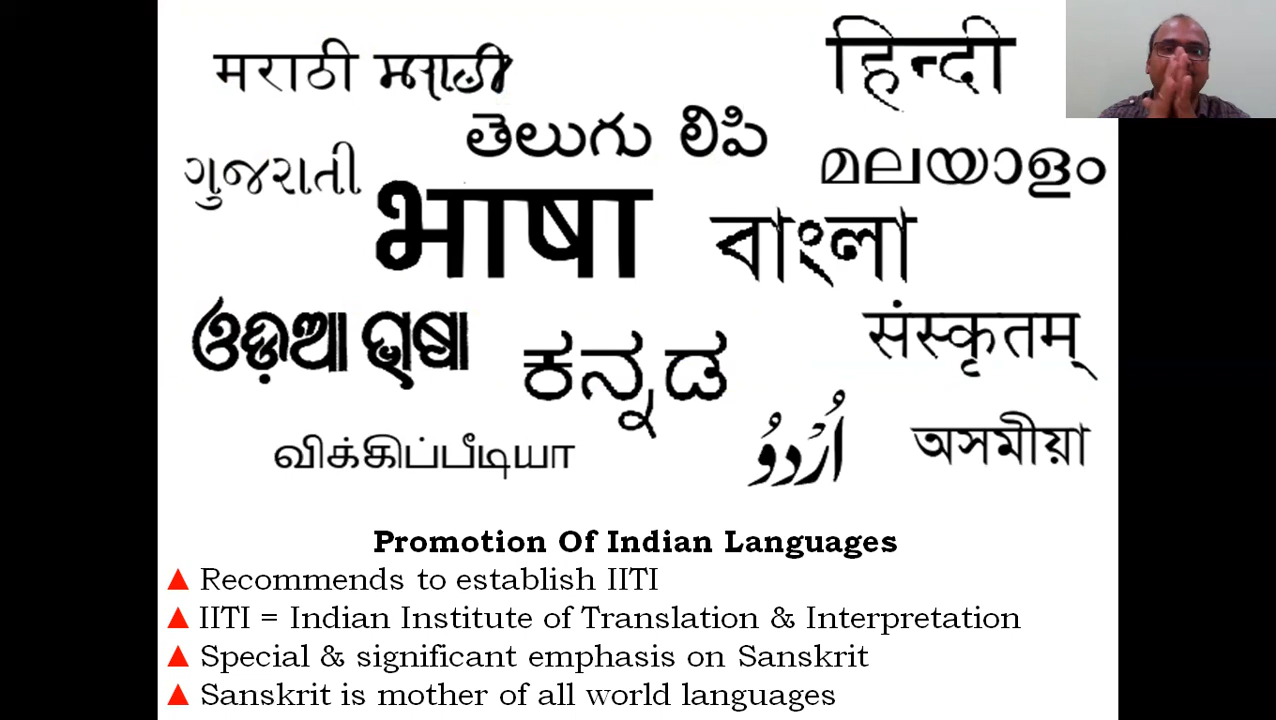 मराठी मराठी
हिन्दी
తెలుగు లిపి
ગુજરાતી
മലയാളം
भाषा
বাংলা
ଓଡ଼ିଆ ଭାଷା
ಕನ್ನಡ
संस्कृतम्
விக்கிப்பீடியா
اُردُو
অসমীয়া
Promotion Of Indian Languages
▲ Recommends to establish IITI
▲ IITI = Indian Institute of Translation & Interpretation
▲ Special & significant emphasis on Sanskrit
▲ Sanskrit is mother of all world languages